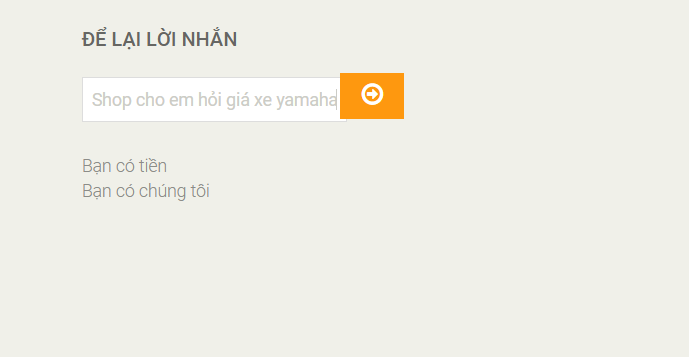 ĐỂ LẠI LỜI NHẮN
Shop cho em hỏi giá xe yamaha
Bạn có tiền
Bạn có chúng tôi